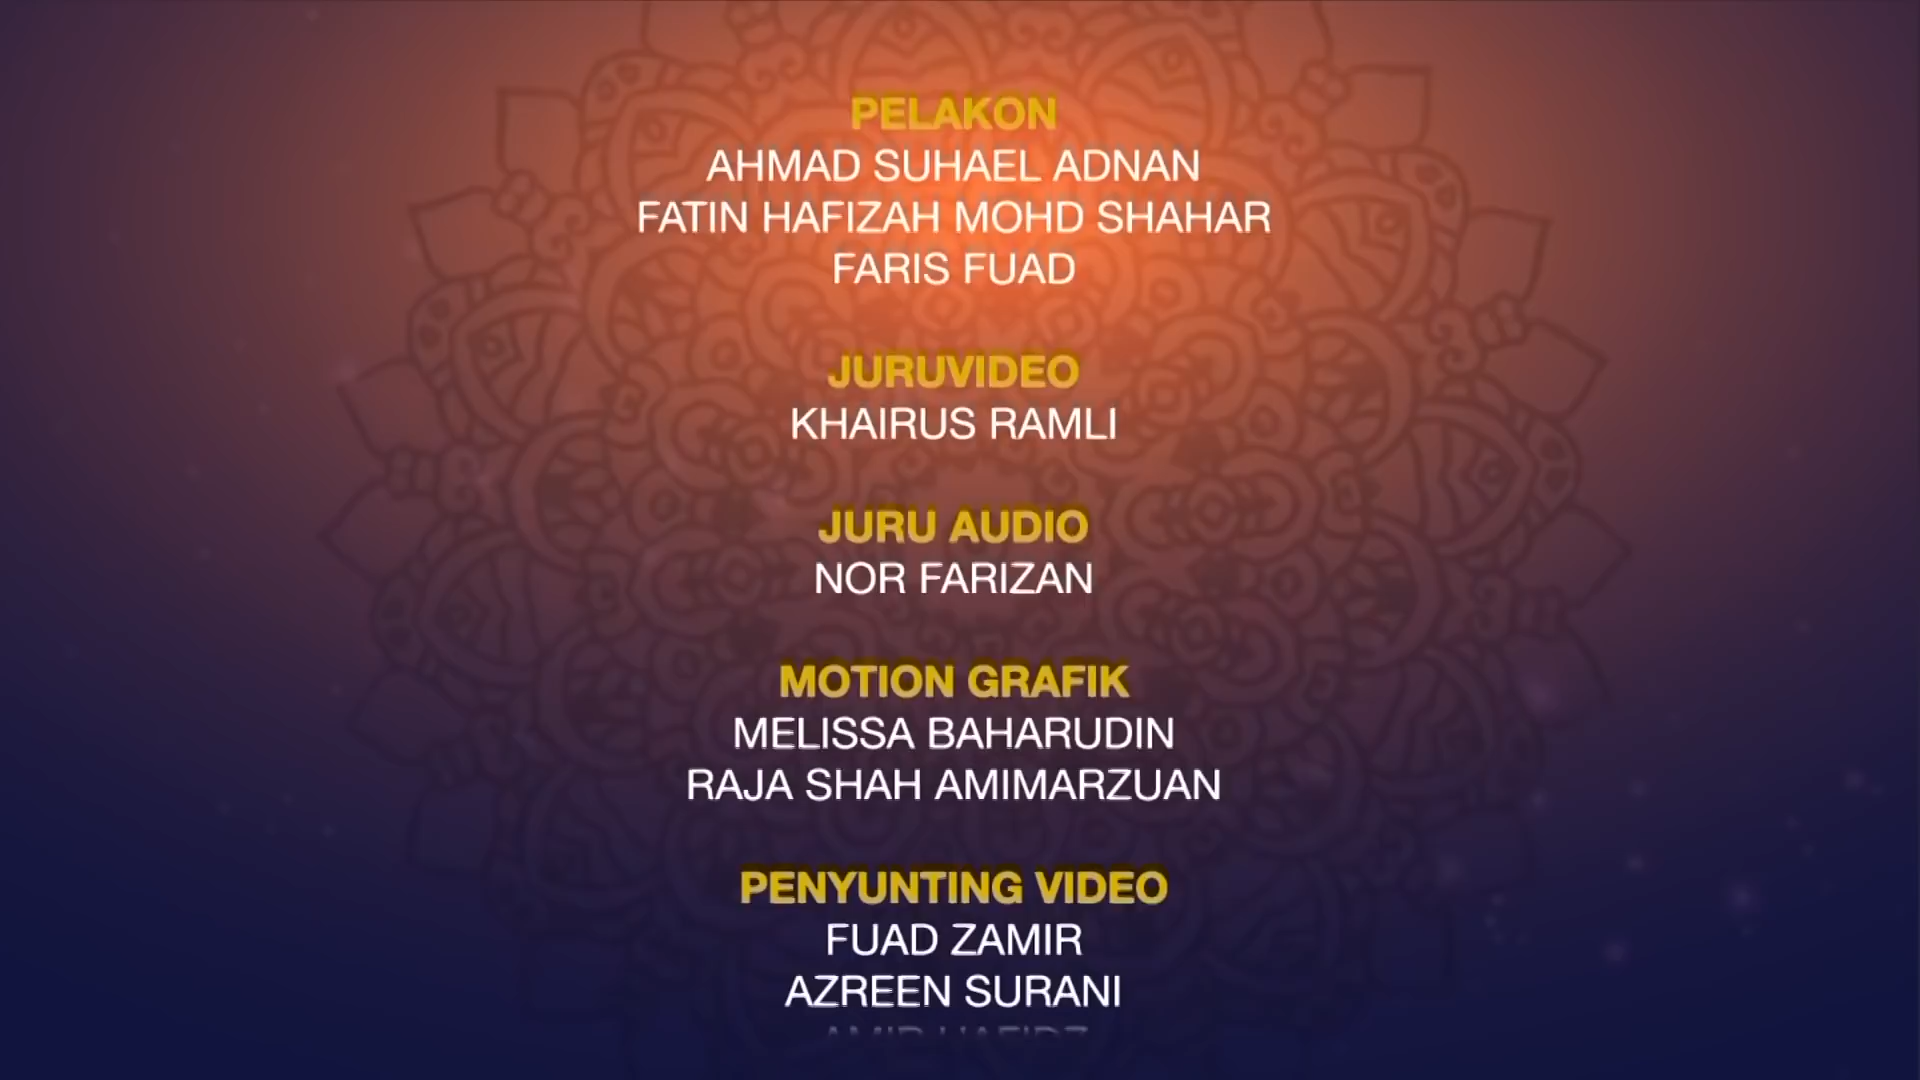 PELAKON
AHMAD SUHAEL ADNAN
FATIN HAFIZAH MOHD SHAHAR
FARIS FUAD
JURUVIDEO
KHAIRUS RAMLI
JURU AUDIO
NOR FARIZAN
MOTION GRAFIK
MELISSA BAHARUDIN
RAJA SHAH AMIMARZUAN
PENYUNTING VIDEO
FUAD ZAMIR
AZREEN SURANI